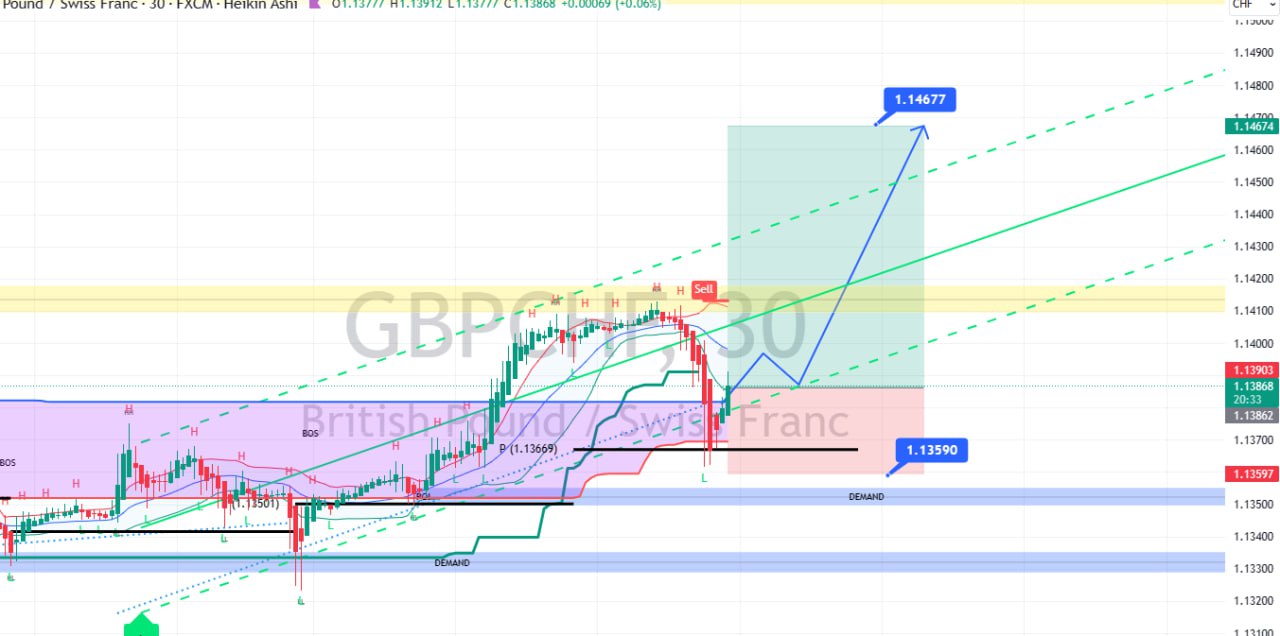 Pound / Swiss Franc · 30 · FXCM · Heikin Ashi O1.13777 H1.13912 L1.13777 C1.13868 +0.00069 (+0.06%)
CHF
1.15000
1.14900
1.14800
1.14700
1.14677
1.14674
1.14600
1.14500
1.14400
1.14300
1.14200
1.14100
1.14000
1.13903
1.13868
20:33
1.13862
1.13700
1.13597
1.13500
1.13400
1.13300
1.13200
1.13100
GBPCHF, 30
British Pound / Swiss Franc
Sell
BOS
BOS
P (1.13669)
(1.13501)
1.13590
DEMAND
DEMAND